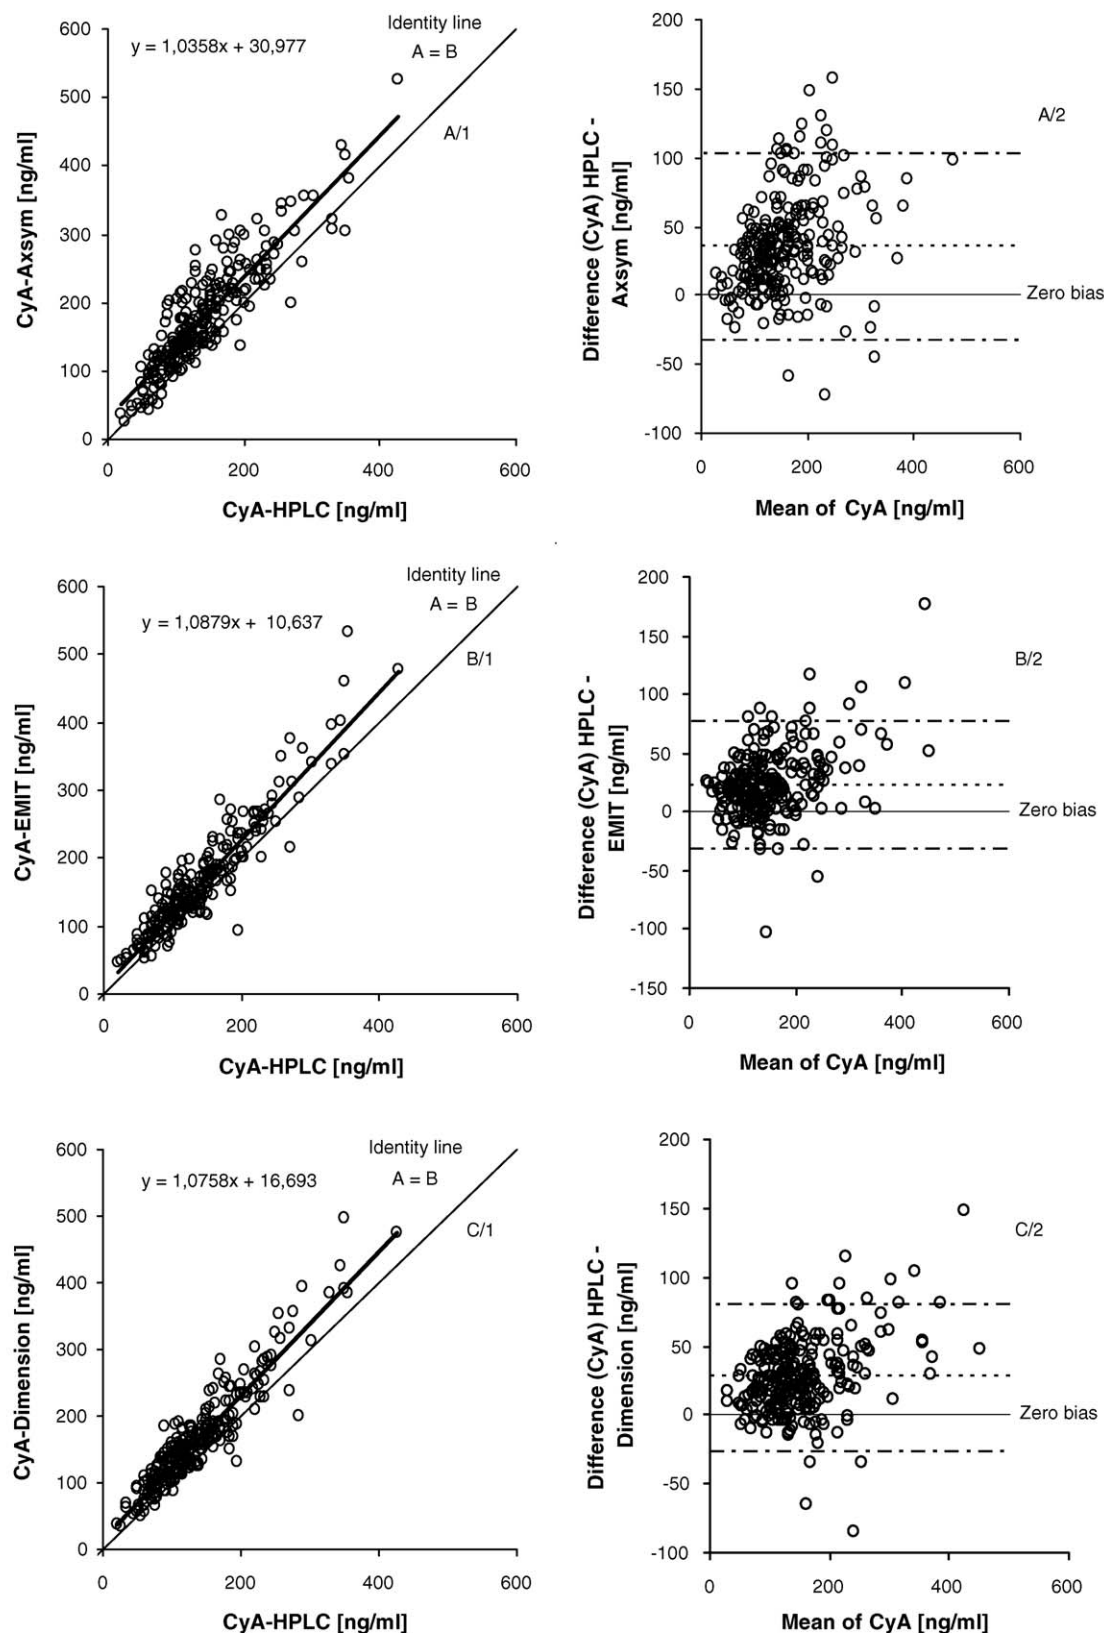 600
500
400
300
200
100
0
CyA-Axsym [ng/ml]
y = 1,0358x + 30,977
Identity line
A = B
A/1
0
200
400
600
CyA-HPLC [ng/ml]
200
150
100
50
0
-50
-100
Difference (CyA) HPLC -
Axsym [ng/ml]
A/2
Zero bias
0
200
400
600
Mean of CyA [ng/ml]
600
500
400
300
200
100
0
CyA-EMIT [ng/ml]
y = 1,0879x + 10,637
Identity line
A = B
B/1
0
200
400
600
CyA-HPLC [ng/ml]
200
150
100
50
0
-50
-100
-150
Difference (CyA) HPLC -
EMIT [ng/ml]
B/2
Zero bias
0
200
400
600
Mean of CyA [ng/ml]
600
500
400
300
200
100
0
CyA-Dimension [ng/ml]
y = 1,0758x + 16,693
Identity line
A = B
C/1
0
200
400
600
CyA-HPLC [ng/ml]
200
150
100
50
0
-50
-100
Difference (CyA) HPLC -
Dimension [ng/ml]
C/2
Zero bias
0
200
400
600
Mean of CyA [ng/ml]